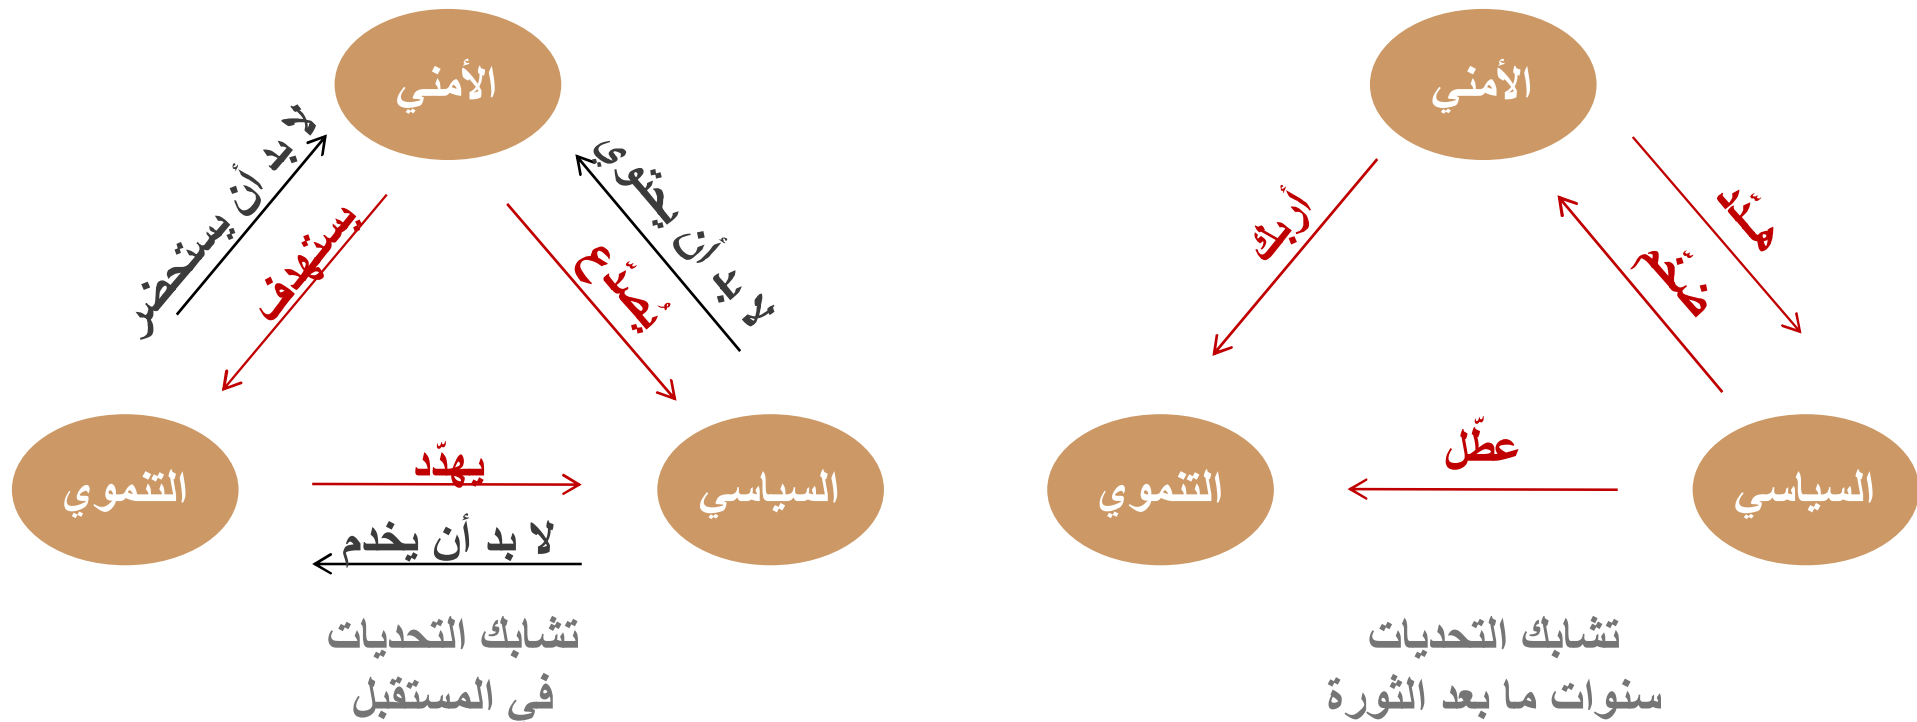 الأمني
أربك
هدّد
ضخّم
عطّل
السياسي
التنموي
تشابك التحديات
سنوات ما بعد الثورة
الأمني
لا بد أن يحتوي
يُصدّع
يستهدف
لا بد أن يستحضر
السياسي
يهدّد
لا بد أن يخدم
التنموي
تشابك التحديات
في المستقبل